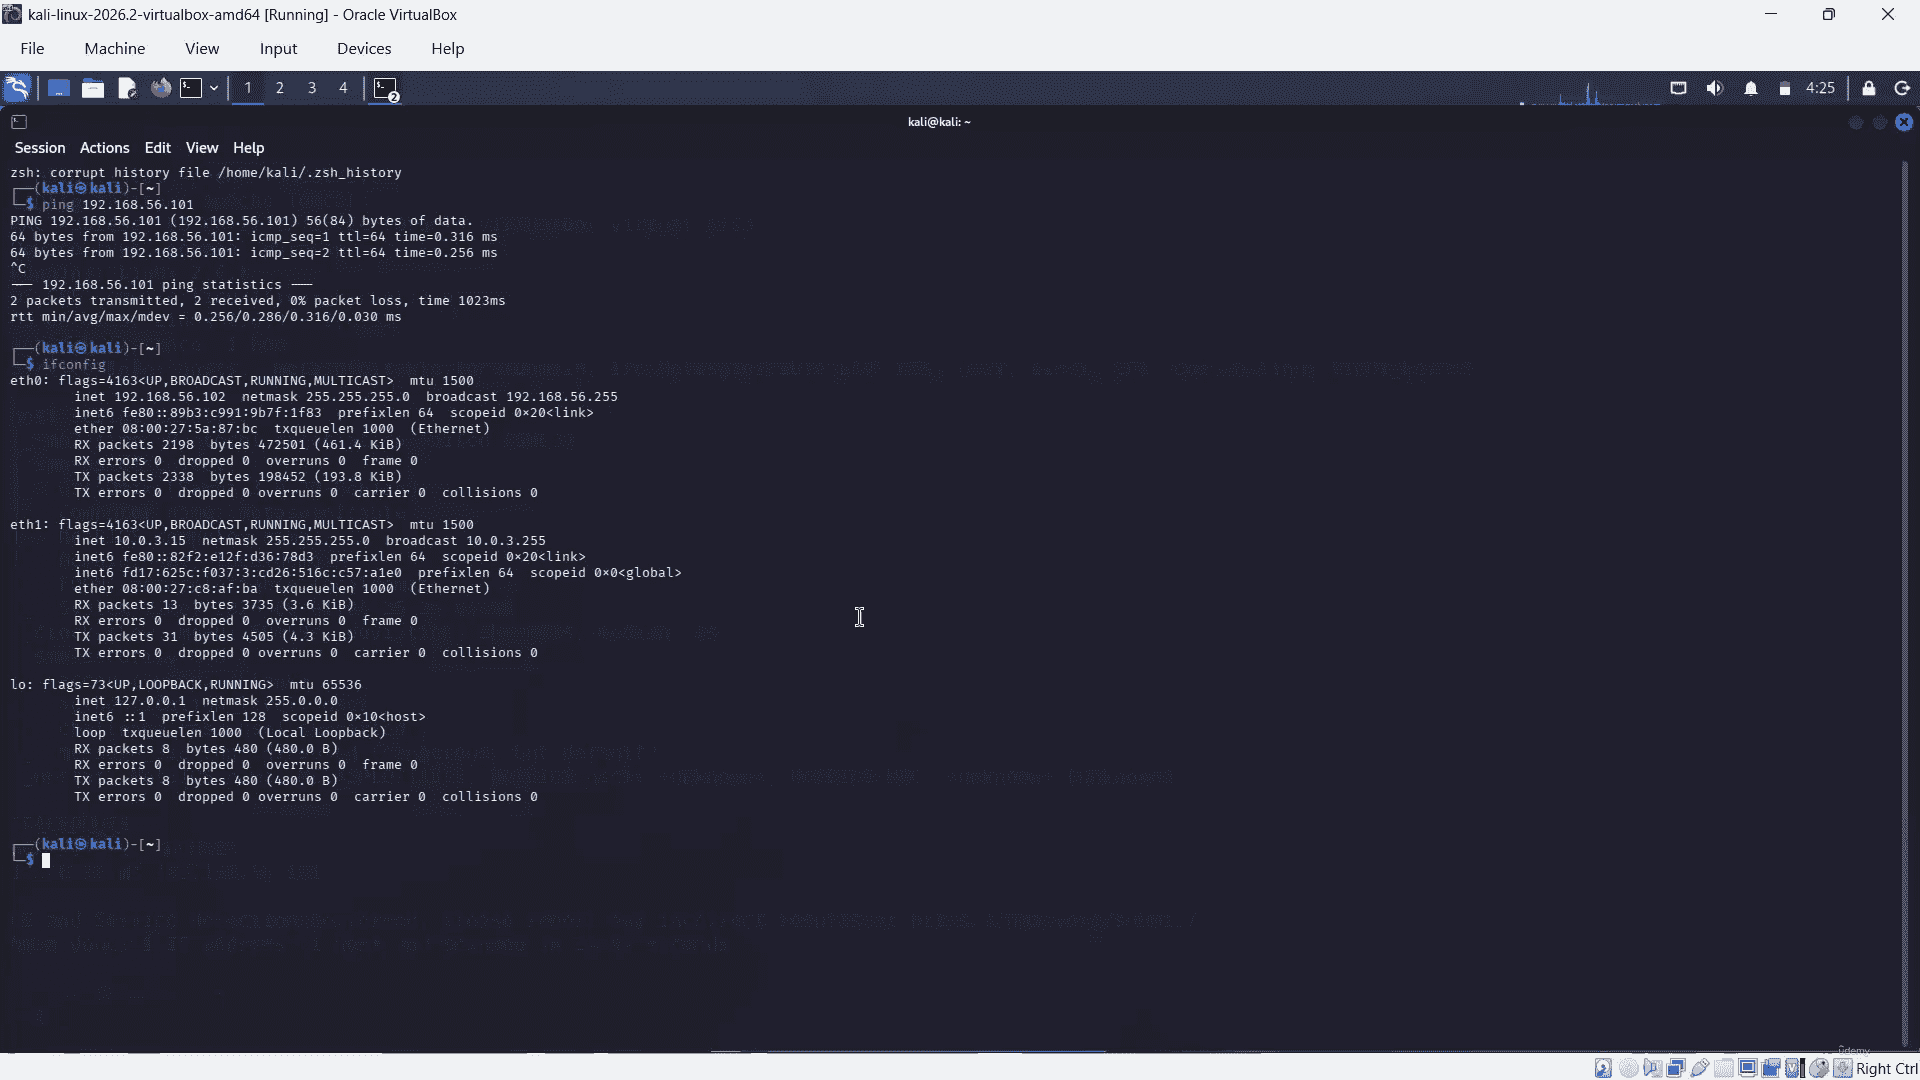 kali-linux-2026.2-virtualbox-amd64 [Running] - Oracle VirtualBox
File Machine View Input Devices Help
1 2 3 4 2 4:25
kali@kali: ~
Session Actions Edit View Help
zsh: corrupt history file /home/kali/.zsh_history
┌──(kali㉿kali)-[~]
└─$ ping 192.168.56.101
PING 192.168.56.101 (192.168.56.101) 56(84) bytes of data.
64 bytes from 192.168.56.101: icmp_seq=1 ttl=64 time=0.316 ms
64 bytes from 192.168.56.101: icmp_seq=2 ttl=64 time=0.256 ms
^C
--- 192.168.56.101 ping statistics ---
2 packets transmitted, 2 received, 0% packet loss, time 1023ms
rtt min/avg/max/mdev = 0.256/0.286/0.316/0.030 ms
┌──(kali㉿kali)-[~]
└─$ ifconfig
eth0: flags=4163<UP,BROADCAST,RUNNING,MULTICAST> mtu 1500
inet 192.168.56.102 netmask 255.255.255.0 broadcast 192.168.56.255
inet6 fe80::89b3:c991:9b7f:1f83 prefixlen 64 scopeid 0×20<link>
ether 08:00:27:5a:87:bc txqueuelen 1000 (Ethernet)
RX packets 2198 bytes 472501 (461.4 KiB)
RX errors 0 dropped 0 overruns 0 frame 0
TX packets 2338 bytes 198452 (193.8 KiB)
TX errors 0 dropped 0 overruns 0 carrier 0 collisions 0
eth1: flags=4163<UP,BROADCAST,RUNNING,MULTICAST> mtu 1500
inet 10.0.3.15 netmask 255.255.255.0 broadcast 10.0.3.255
inet6 fe80::82f2:e12f:d36:78d3 prefixlen 64 scopeid 0×20<link>
inet6 fd17:625c:f037:3:cd26:516c:c57:a1e0 prefixlen 64 scopeid 0×0<global>
ether 08:00:27:c8:af:ba txqueuelen 1000 (Ethernet)
RX packets 13 bytes 3735 (3.6 KiB)
RX errors 0 dropped 0 overruns 0 frame 0
TX packets 31 bytes 4505 (4.3 KiB)
TX errors 0 dropped 0 overruns 0 carrier 0 collisions 0
lo: flags=73<UP,LOOPBACK,RUNNING> mtu 65536
inet 127.0.0.1 netmask 255.0.0.0
inet6 ::1 prefixlen 128 scopeid 0×10<host>
loop txqueuelen 1000 (Local Loopback)
RX packets 8 bytes 480 (480.0 B)
RX errors 0 dropped 0 overruns 0 frame 0
TX packets 8 bytes 480 (480.0 B)
TX errors 0 dropped 0 overruns 0 carrier 0 collisions 0
┌──(kali㉿kali)-[~]
└─$
ûdemy
Right Ctrl